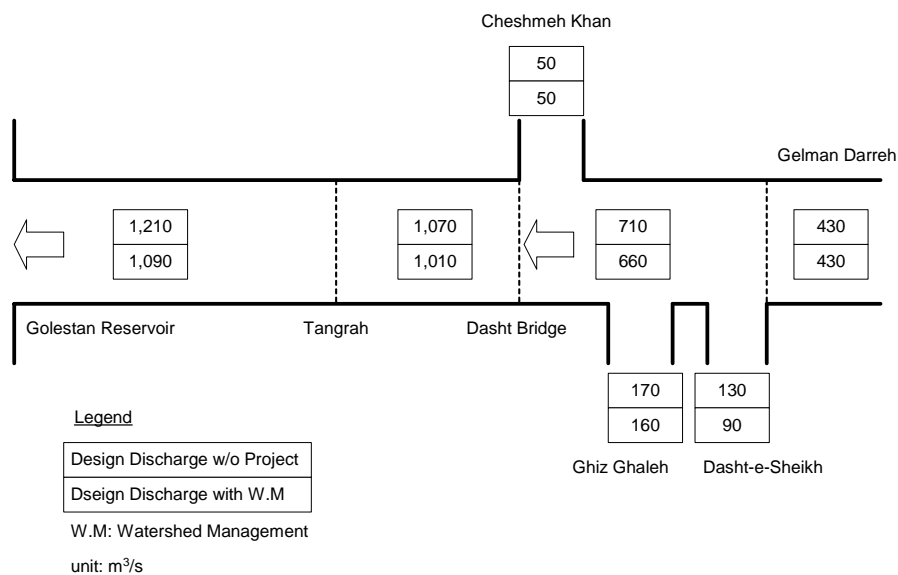 Cheshmeh Khan
50
50
Gelman Darreh
1,210
1,090
1,070
1,010
710
660
430
430
Golestan Reservoir
Tangrah
Dasht Bridge
170
160
130
90
Ghiz Ghaleh
Dasht-e-Sheikh
Legend
Design Discharge w/o Project
Dseign Discharge with W.M
W.M: Watershed Management
unit: m³/s